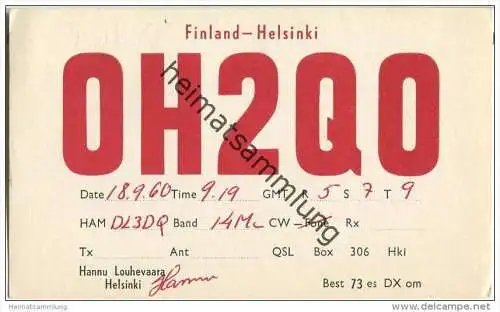 Finland–Helsinki
OH2QO
heimatsammlung
Date 18.9.60 Time 9.19 GMT R 5 S 7 T 9
HAM DL3DQ Band 14Mc CW –Fone Rx
Tx Ant QSL Box 306 Hki
Hannu Louhevaara
Helsinki Hannu Best 73 es DX om
Heimatsammlung